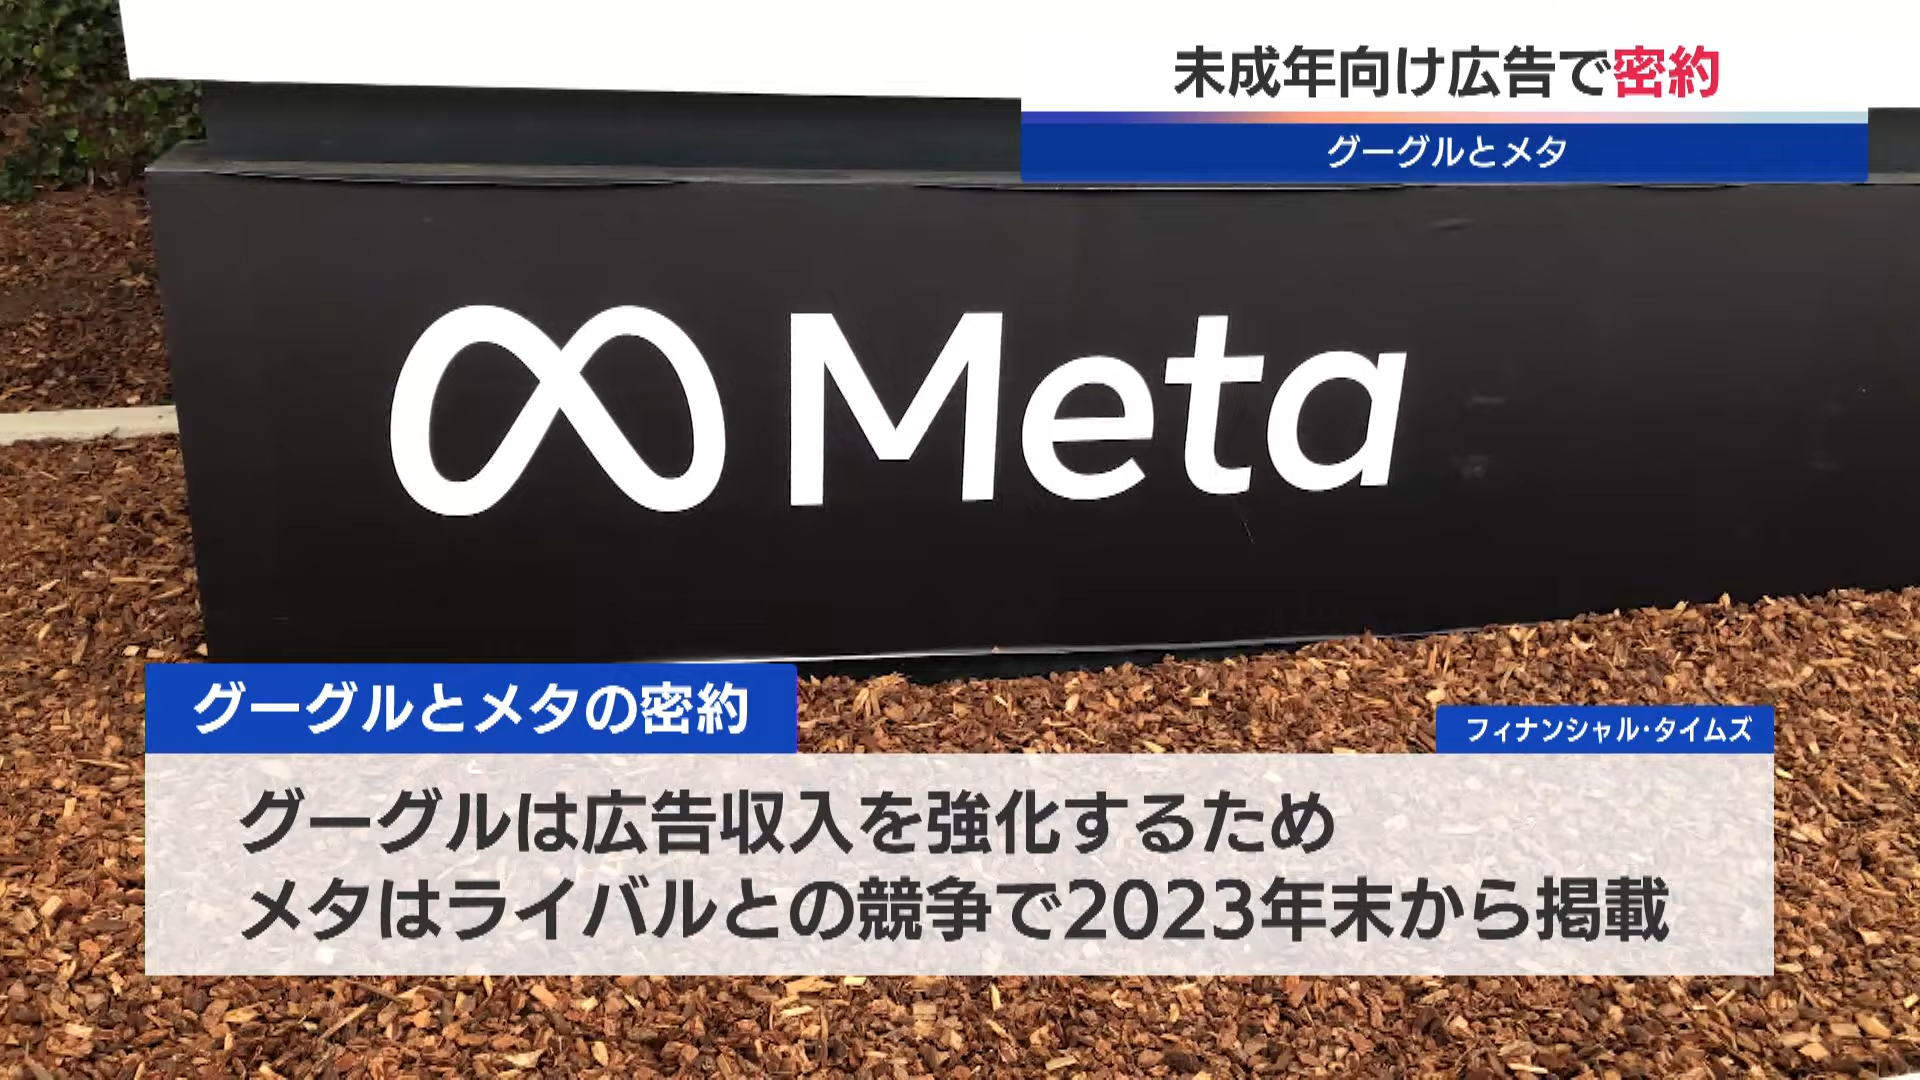 未成年向け広告で密約
グーグルとメタ
Meta
グーグルとメタの密約
フィナンシャル・タイムズ
グーグルは広告収入を強化するため
メタはライバルとの競争で2023年末から掲載